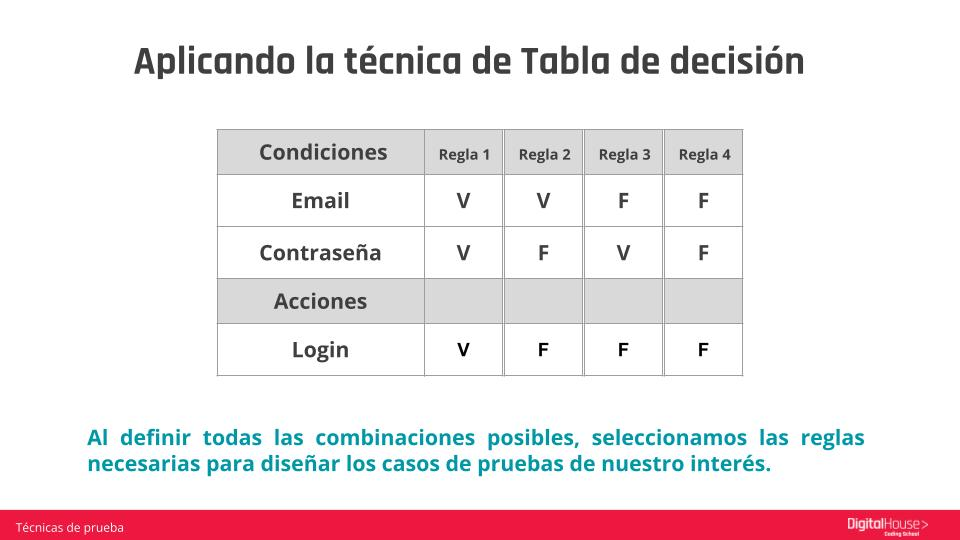 Aplicando la técnica de Tabla de decisión
Condiciones Regla 1 Regla 2 Regla 3 Regla 4
Email V V F F
Contraseña V F V F
Acciones
Login V F F F
Al definir todas las combinaciones posibles, seleccionamos las reglas
necesarias para diseñar los casos de pruebas de nuestro interés.
Técnicas de prueba
DigitalHouse>
Coding School